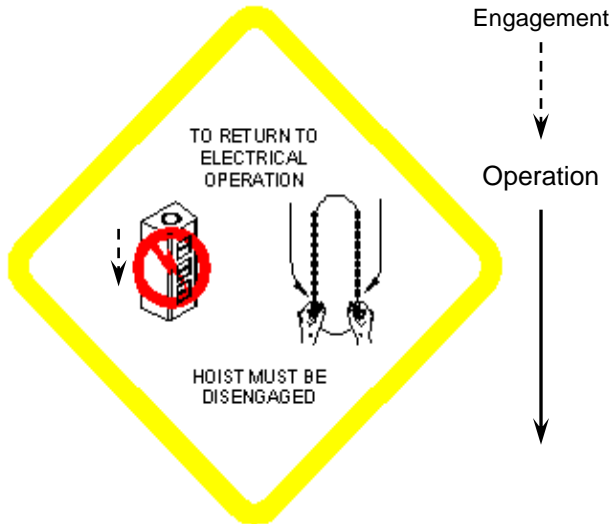 Engagement
TO RETURN TO
ELECTRICAL
OPERATION
Operation
HOIST MUST BE
DISENGAGED